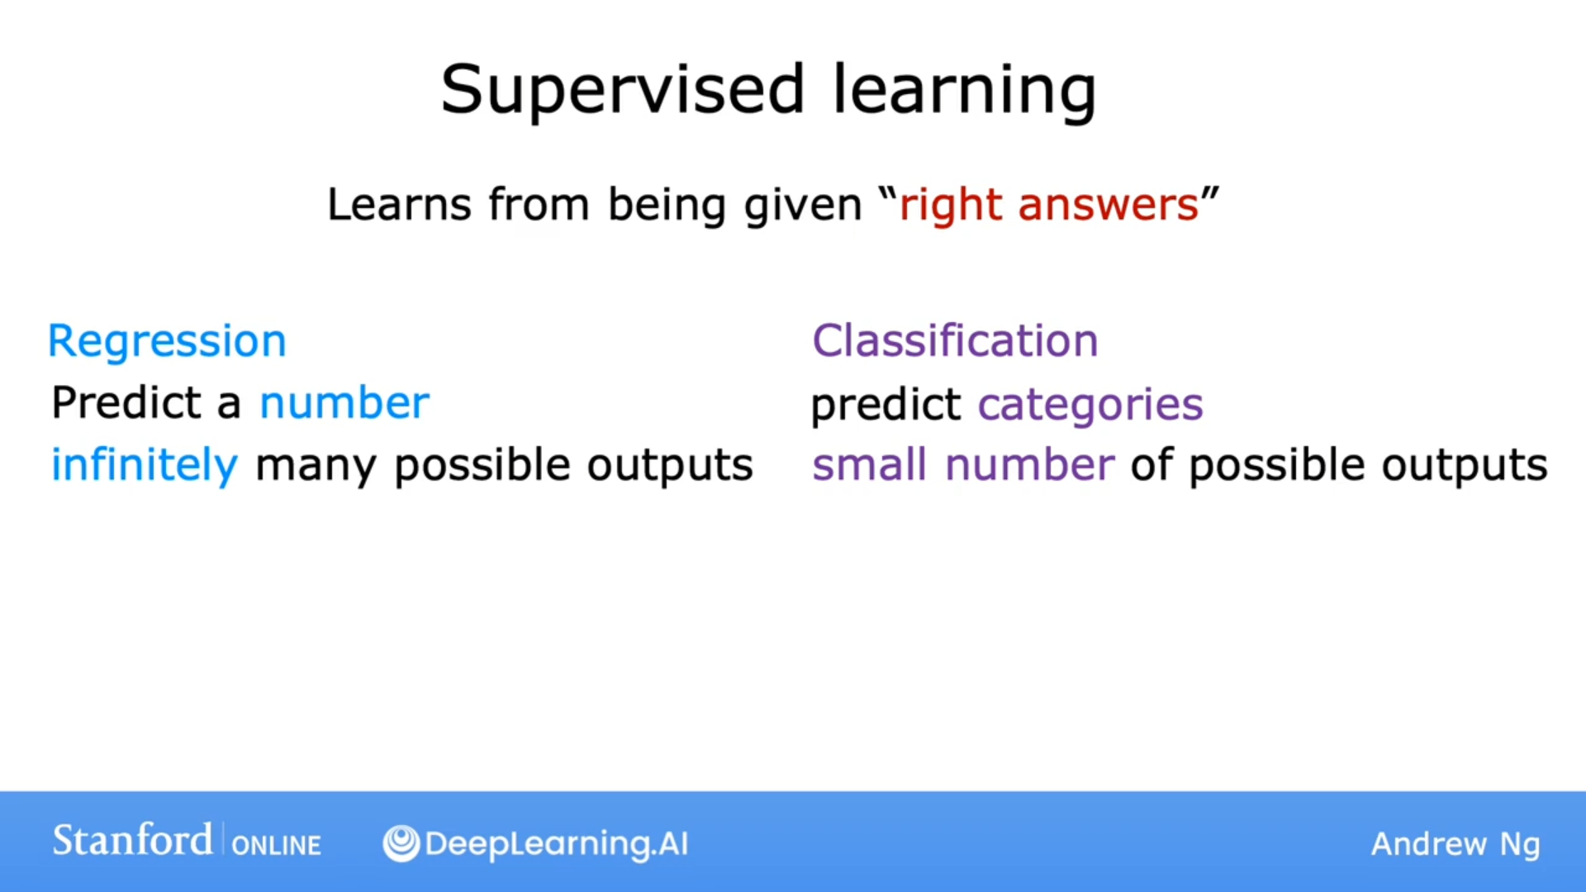 Supervised learning
Learns from being given “right answers”
Regression
Predict a number
infinitely many possible outputs
Classification
predict categories
small number of possible outputs
Stanford ONLINE
DeepLearning.AI
Andrew Ng